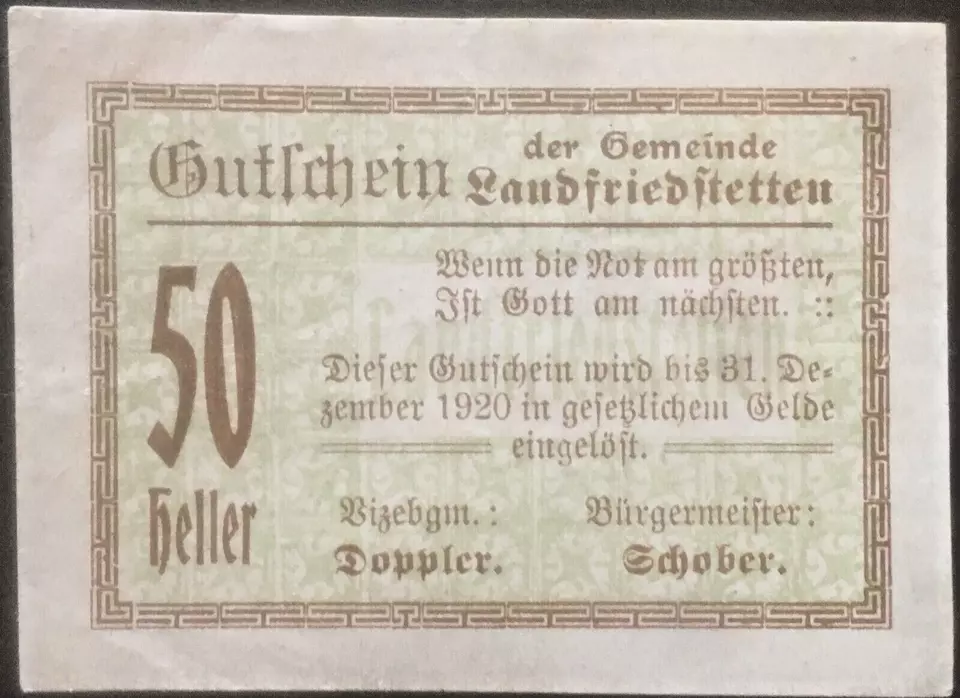 Gutschein der Gemeinde
Landfriedstetten
50
Heller
Wenn die Not am größten,
Ist Gott am nächsten. ::
Dieser Gutschein wird bis 31. De=
zember 1920 in gesetzlichem Gelde
eingelöst.
Vizebgm.: Bürgermeister:
Doppler. Schober.